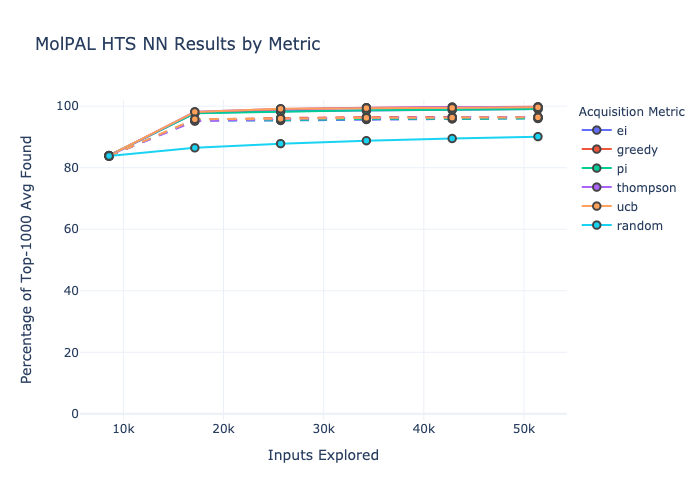 MolPAL HTS NN Results by Metric
Percentage of Top-1000 Avg Found
100
80
60
40
20
0
10k
20k
30k
40k
50k
Inputs Explored
Acquisition Metric
ei
greedy
pi
thompson
ucb
random